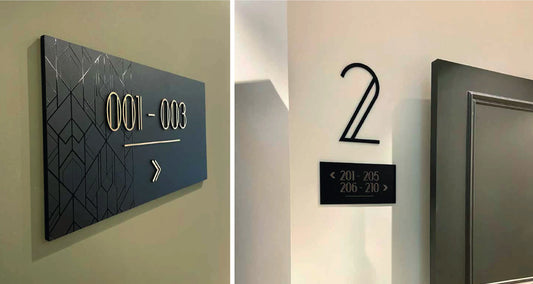 001 - 003
»
2
‹ 201 - 205
206 - 210 ›